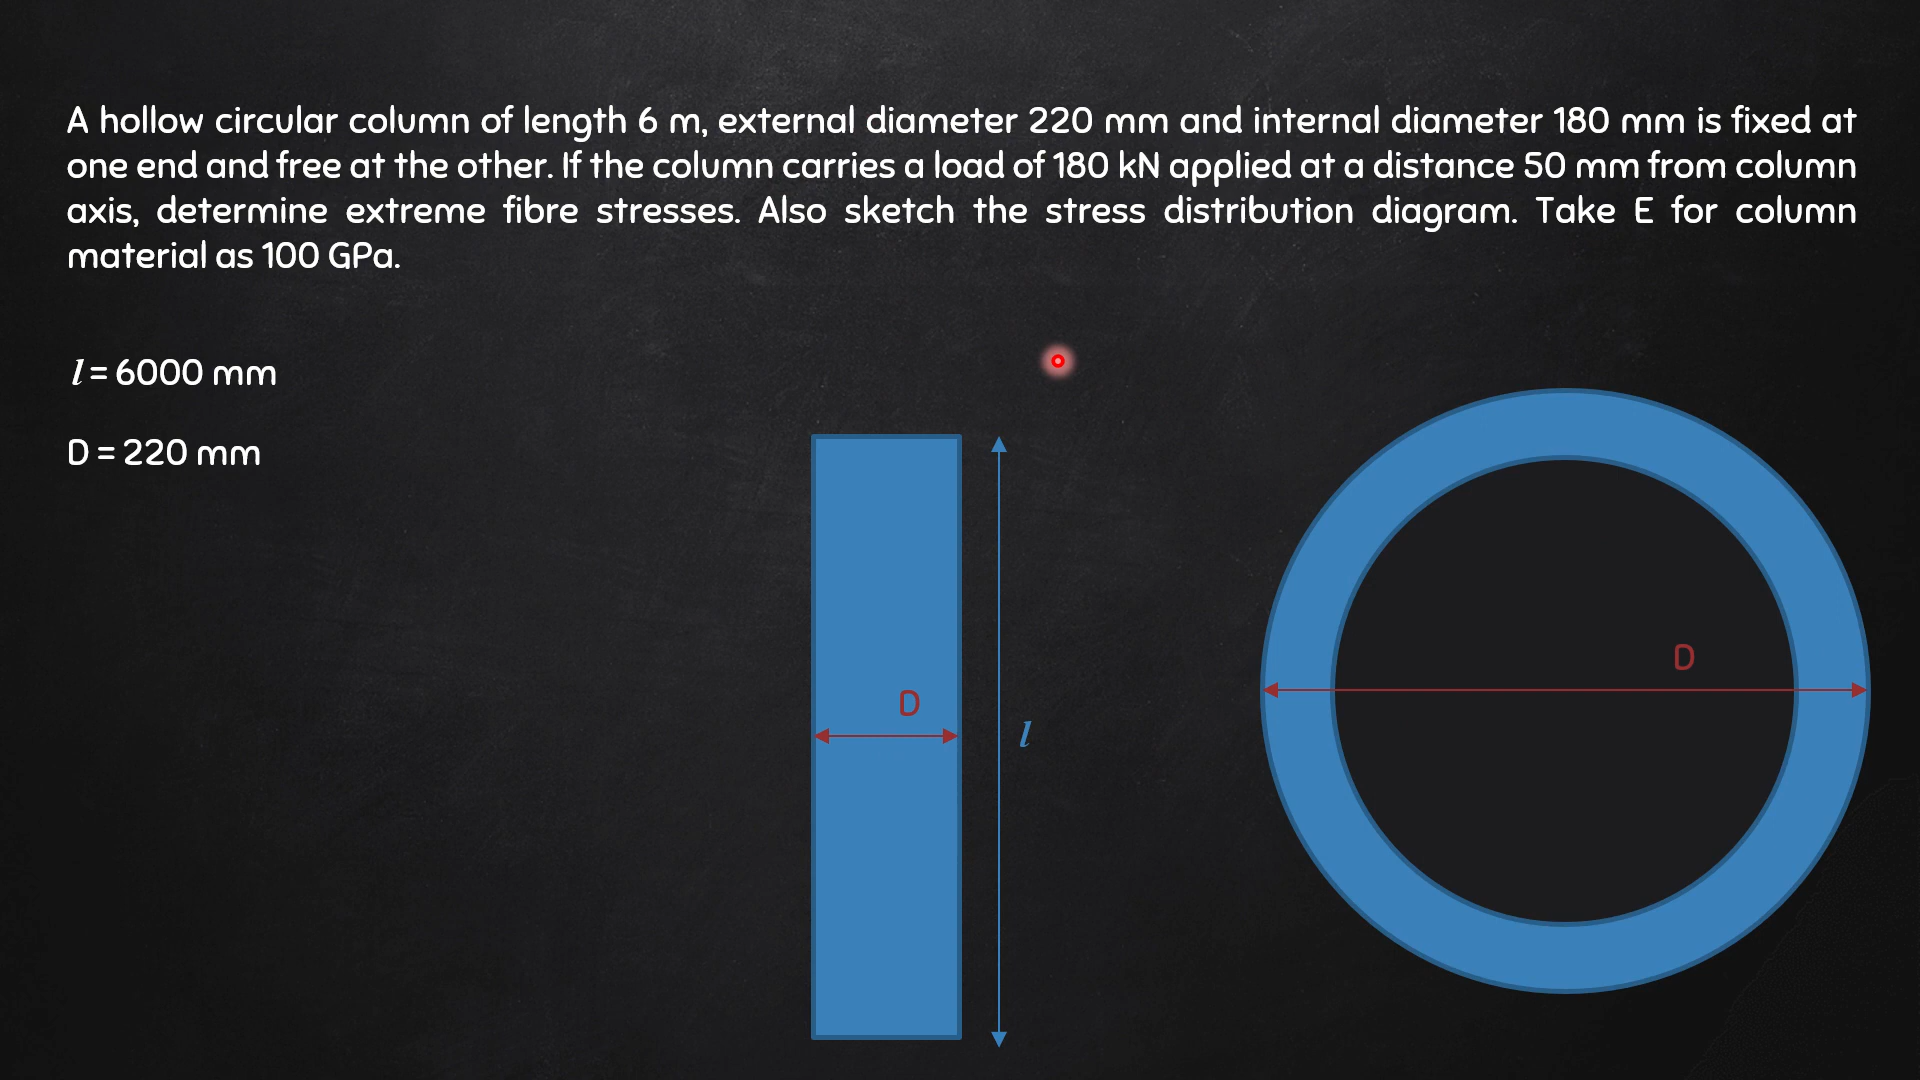 A hollow circular column of length 6 m, external diameter 220 mm and internal diameter 180 mm is fixed at
one end and free at the other. If the column carries a load of 180 kN applied at a distance 50 mm from column
axis, determine extreme fibre stresses. Also sketch the stress distribution diagram. Take E for column
material as 100 GPa.
l = 6000 mm
D = 220 mm
D
l
D